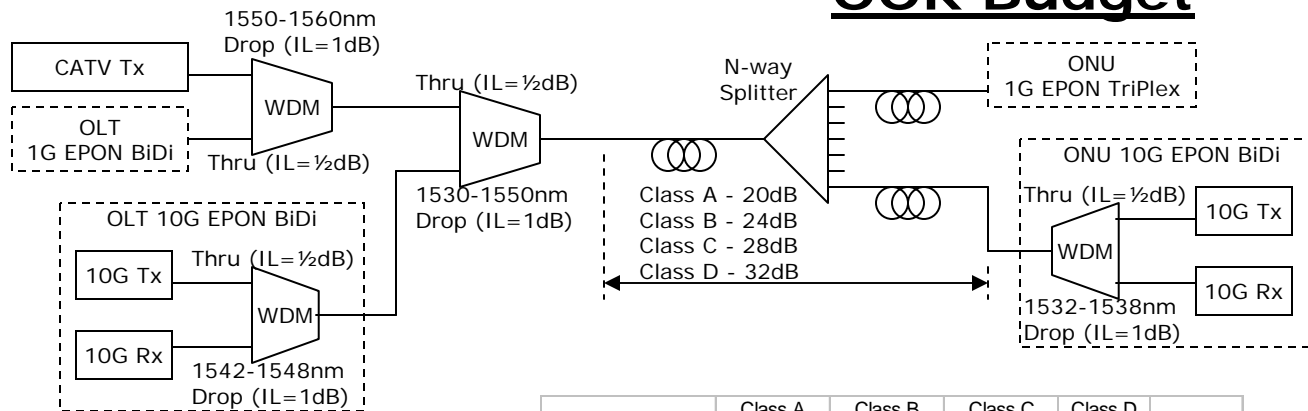 OOK Budget
1550-1560nm
Drop (IL=1dB)
CATV Tx
WDM
OLT
1G EPON BiDi
Thru (IL=½dB)
Thru (IL=½dB)
WDM
1530-1550nm
Drop (IL=1dB)
OLT 10G EPON BiDi
10G Tx
Thru (IL=½dB)
WDM
10G Rx
1542-1548nm
Drop (IL=1dB)
N-way
Splitter
Class A - 20dB
Class B - 24dB
Class C - 28dB
Class D - 32dB
ONU
1G EPON TriPlex
ONU 10G EPON BiDi
Thru (IL=½dB)
10G Tx
WDM
10G Rx
1532-1538nm
Drop (IL=1dB)
Class A Class B Class C Class D